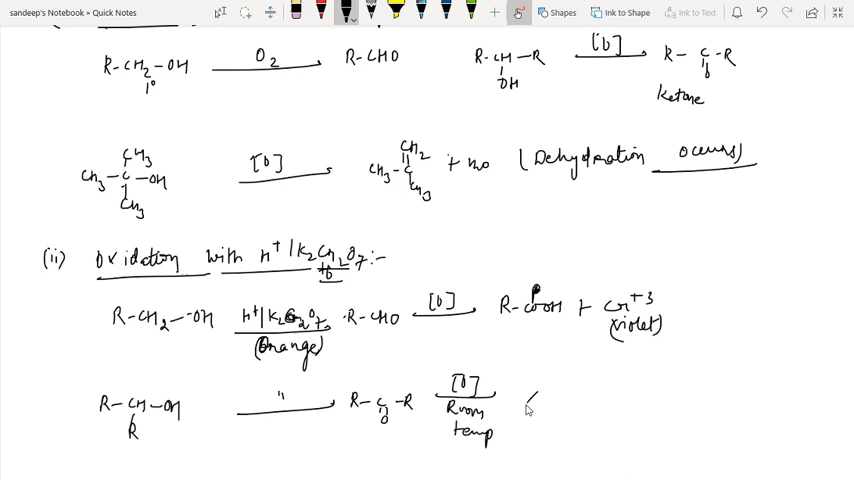 sandeep's Notebook » Quick Notes
Shapes Ink to Shape Ink to Math
R-CH2-OH 1° O2 R-CHO R-CH-R OH [O] R-C-R O
Ketone
CH3-C-OH CH3 CH3 [O] CH3-C CH2 CH3 + H2O (Dehydration occurs)
(ii) Oxidation with H+/K2Cr2O7:-
+6
R-CH2-OH H+/K2Cr2O7 R-CHO [O] R-COOH + Cr+3
(Orange) (violet)
R-CH-OH R " R-C-R O [O]
Room
temp